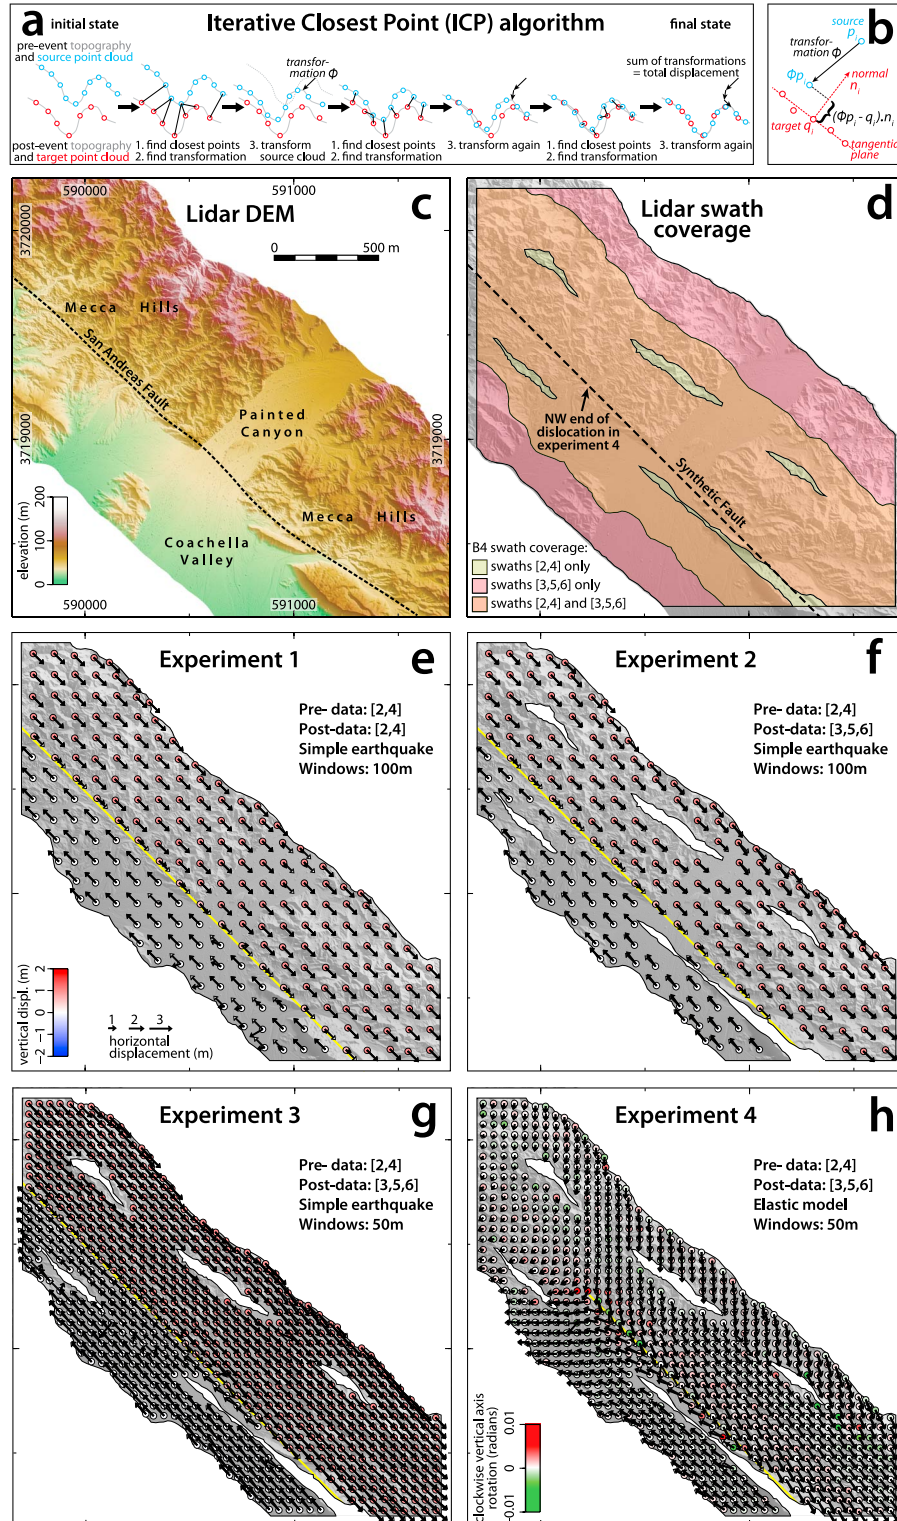 a
Iterative Closest Point (ICP) algorithm
initial state
final state
pre-event topography
and source point cloud
transfor-
mation Φ
sum of transformations
= total displacement
post-event topography
and target point cloud
1. find closest points
2. find transformation
3. transform
source cloud
1. find closest points
2. find transformation
3. transform again
1. find closest points
2. find transformation
3. transform again
b
source
pi
transfor-
mation Φ
Φpi
normal
ni
(Φpi - qi).ni
target qi
tangential
plane
c
590000
591000
Lidar DEM
3720000
0
500 m
Mecca Hills
San Andreas Fault
Painted
Canyon
3719000
3719000
Mecca Hills
Coachella
Valley
elevation (m)
200
100
0
590000
591000
d
Lidar swath
coverage
NW end of
dislocation in
experiment 4
Synthetic Fault
B4 swath coverage:
swaths [2,4] only
swaths [3,5,6] only
swaths [2,4] and [3,5,6]
e
Experiment 1
Pre- data: [2,4]
Post-data: [2,4]
Simple earthquake
Windows: 100m
vertical displ. (m)
2
1
0
−1
−2
1 2 3
horizontal
displacement (m)
f
Experiment 2
Pre- data: [2,4]
Post-data: [3,5,6]
Simple earthquake
Windows: 100m
g
Experiment 3
Pre- data: [2,4]
Post-data: [3,5,6]
Simple earthquake
Windows: 50m
h
Experiment 4
Pre- data: [2,4]
Post-data: [3,5,6]
Elastic model
Windows: 50m
clockwise vertical axis
rotation (radians)
0.01
0
-0.01